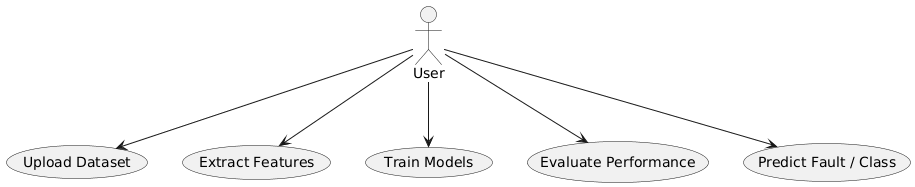 User
Upload Dataset
Extract Features
Train Models
Evaluate Performance
Predict Fault / Class